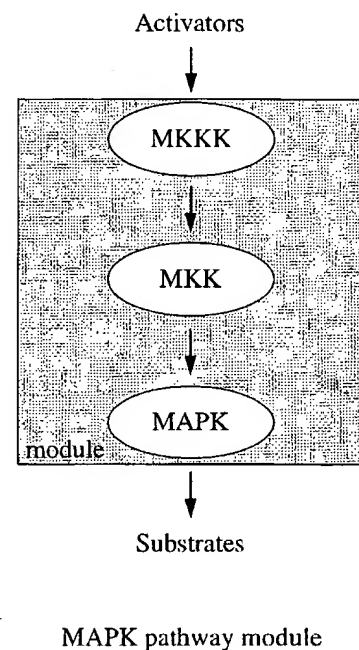 Activators
MKKK
MKK
MAPK
module
Substrates
MAPK pathway module